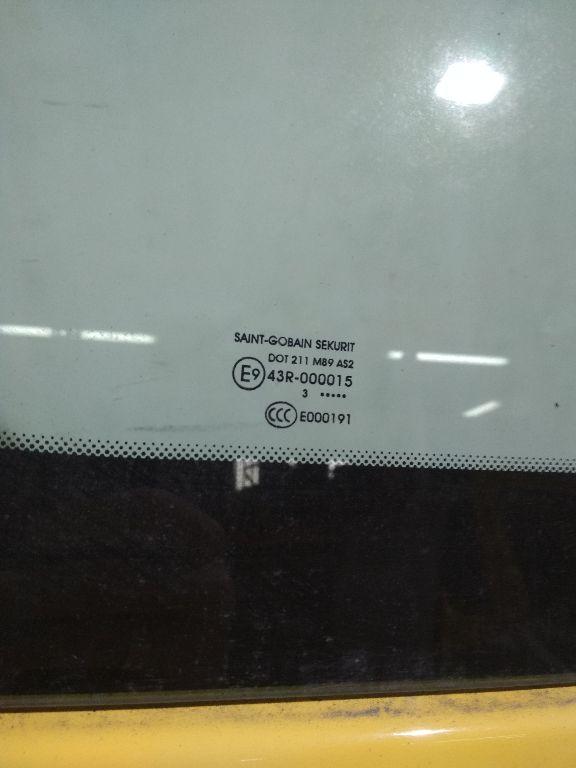 SAINT-GOBAIN SEKURIT
DOT 211 M89 AS2
E9 43R-000015
3 •••••
CCC E000191